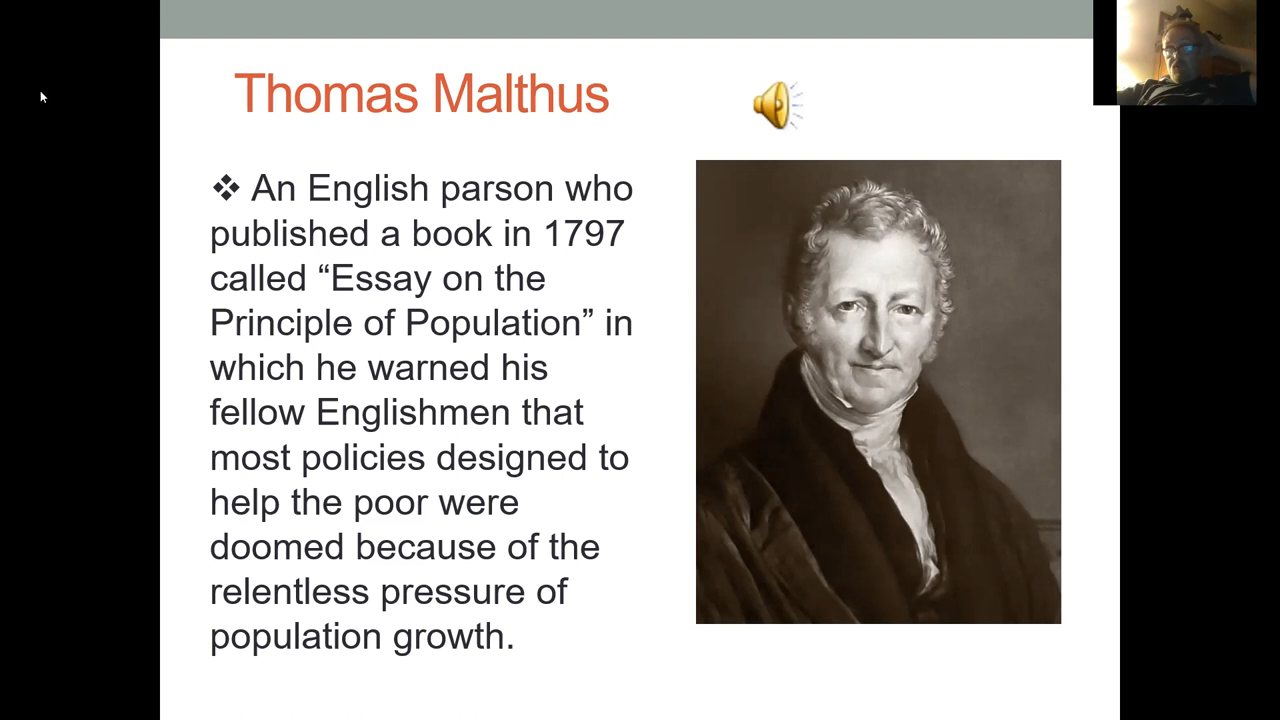 Thomas Malthus
❖ An English parson who
published a book in 1797
called “Essay on the
Principle of Population” in
which he warned his
fellow Englishmen that
most policies designed to
help the poor were
doomed because of the
relentless pressure of
population growth.